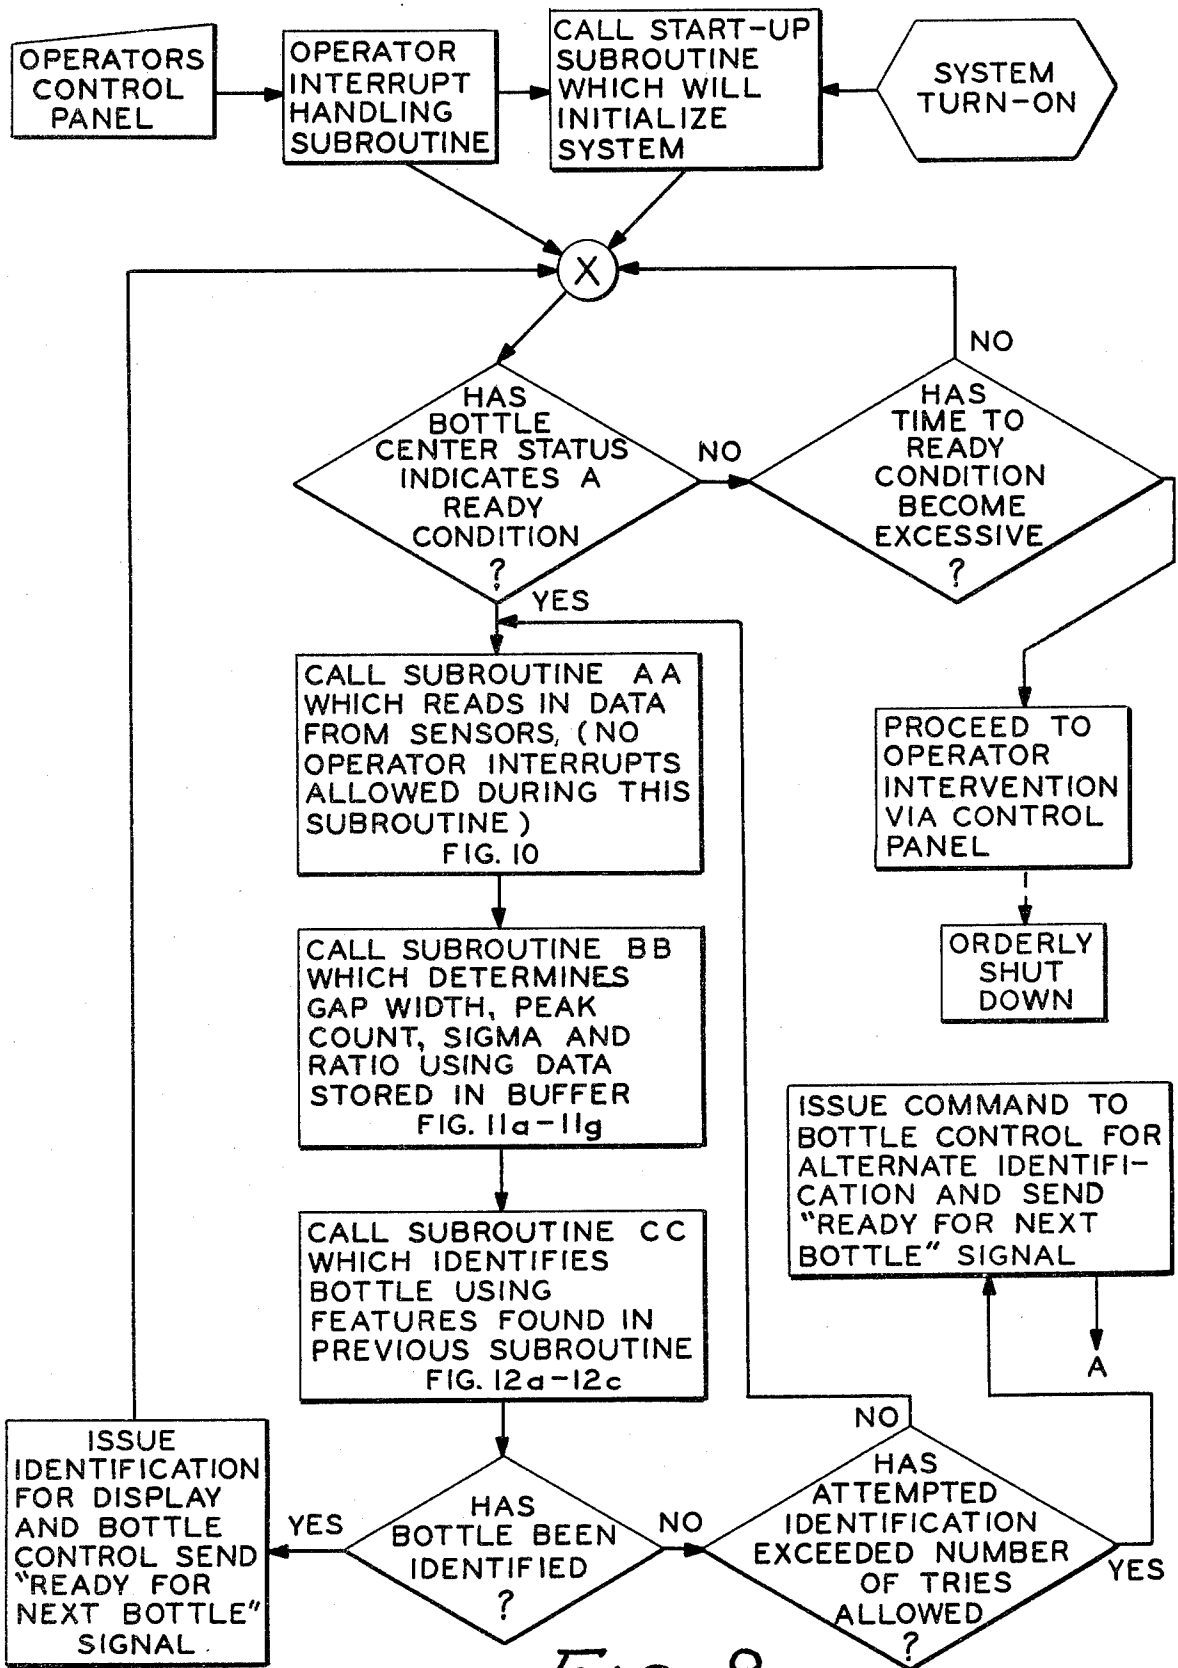 OPERATORS
CONTROL
PANEL
OPERATOR
INTERRUPT
HANDLING
SUBROUTINE
CALL START-UP
SUBROUTINE
WHICH WILL
INITIALIZE
SYSTEM
SYSTEM
TURN-ON
X
HAS
BOTTLE
CENTER STATUS
INDICATES A
READY
CONDITION
?
NO
YES
HAS
TIME TO
READY
CONDITION
BECOME
EXCESSIVE
?
NO
PROCEED TO
OPERATOR
INTERVENTION
VIA CONTROL
PANEL
ORDERLY
SHUT
DOWN
CALL SUBROUTINE AA
WHICH READS IN DATA
FROM SENSORS, (NO
OPERATOR INTERRUPTS
ALLOWED DURING THIS
SUBROUTINE)
FIG. 10
CALL SUBROUTINE BB
WHICH DETERMINES
GAP WIDTH, PEAK
COUNT, SIGMA AND
RATIO USING DATA
STORED IN BUFFER
FIG. 11a-11g
CALL SUBROUTINE CC
WHICH IDENTIFIES
BOTTLE USING
FEATURES FOUND IN
PREVIOUS SUBROUTINE
FIG. 12a-12c
ISSUE COMMAND TO
BOTTLE CONTROL FOR
ALTERNATE IDENTIFI-
CATION AND SEND
"READY FOR NEXT
BOTTLE" SIGNAL
A
HAS
BOTTLE BEEN
IDENTIFIED
?
YES
NO
ISSUE
IDENTIFICATION
FOR DISPLAY
AND BOTTLE
CONTROL SEND
"READY FOR
NEXT BOTTLE"
SIGNAL
HAS
ATTEMPTED
IDENTIFICATION
EXCEEDED NUMBER
OF TRIES
ALLOWED
?
NO
YES